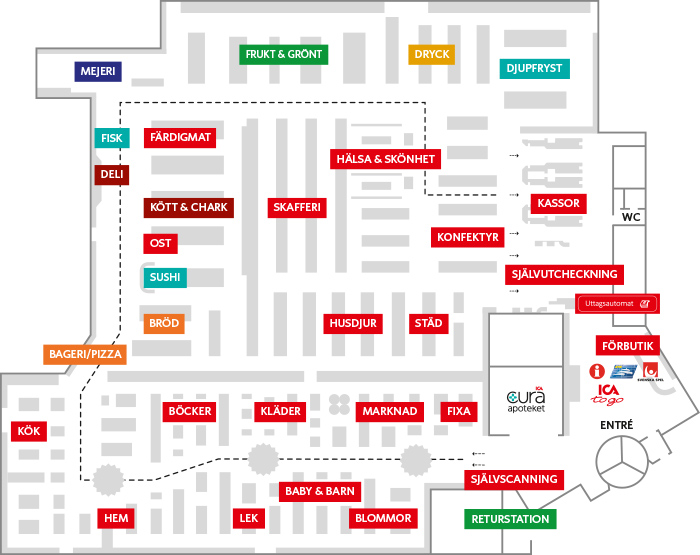 FRUKT & GRÖNT
DRYCK
MEJERI
DJUPFRYST
FISK
FÄRDIGMAT
HÄLSA & SKÖNHET
DELI
KÖTT & CHARK
SKAFFERI
KASSOR
WC
OST
KONFEKTYR
SUSHI
SJÄLVUTCHECKNING
Uttagsautomat
BRÖD
HUSDJUR
STÄD
FÖRBUTIK
BAGERI/PIZZA
SVENSKA SPEL
ICA
to go
ICA
cura
apoteket
BÖCKER
KLÄDER
MARKNAD
FIXA
ENTRÉ
KÖK
SJÄLVSCANNING
BABY & BARN
HEM
LEK
BLOMMOR
RETURSTATION